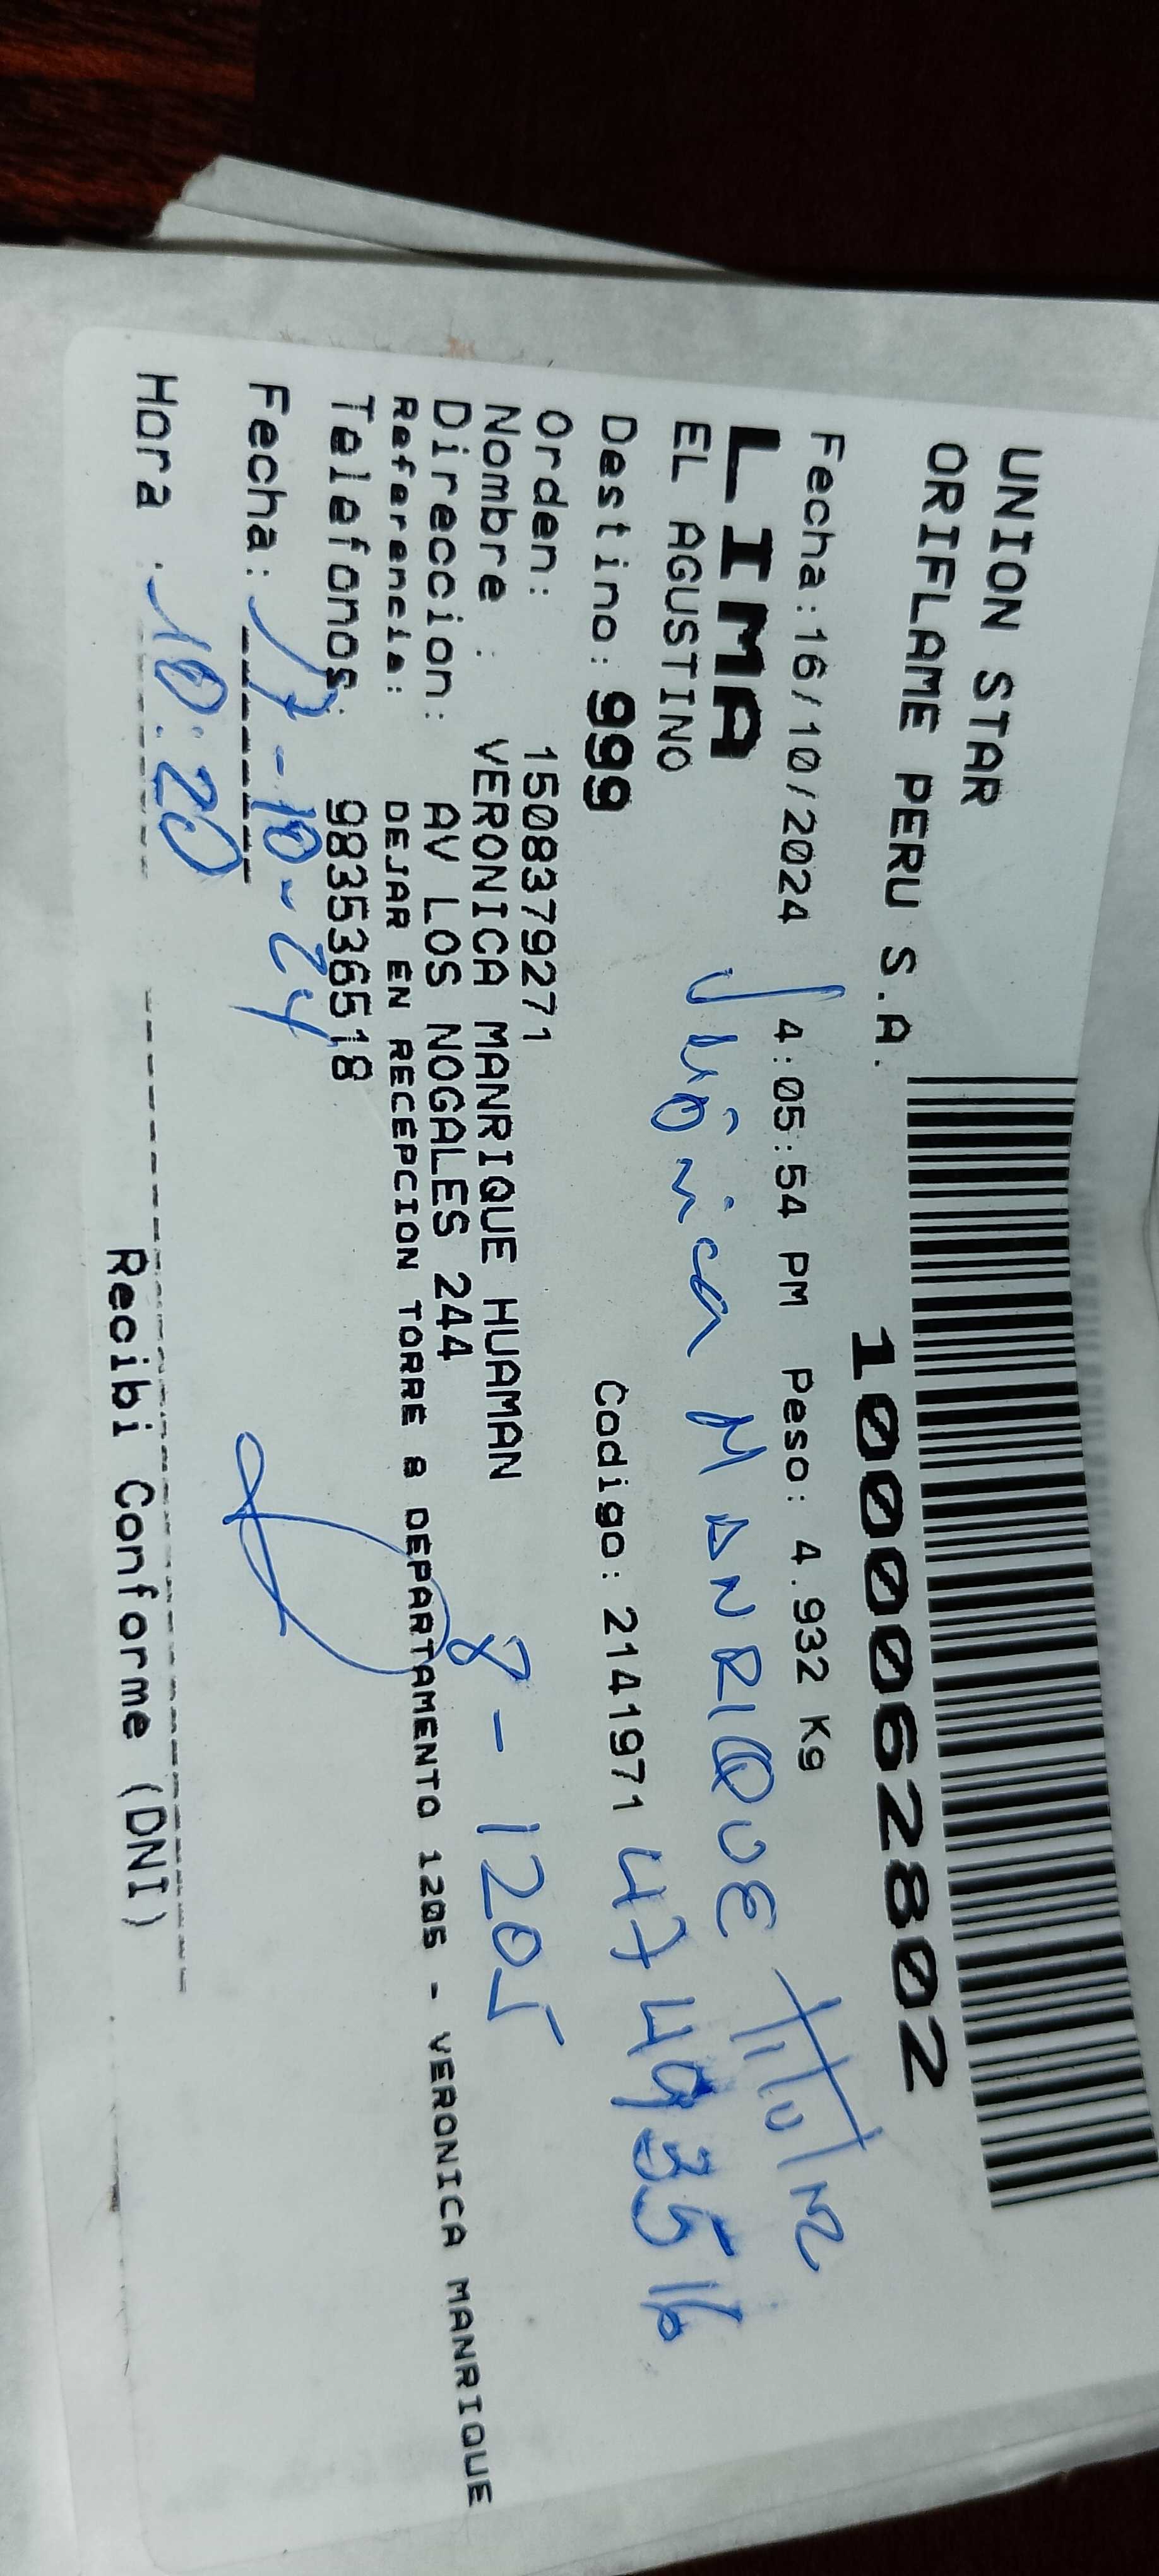 UNION STAR
ORIFLAME PERU S.A.
10000628802
Fecha:16/10/2024 4:05:54 PM Peso: 4.932 Kg
LIMA
EL AGUSTINO
MANRIQUE
Destino: 999 Codigo: 2141971
47493516
Orden: 1508379271
Nombre : VERONICA MANRIQUE HUAMAN
8-1205
Direccion: AV LOS NOGALES 244
Referencia: DEJAR EN RECEPCION TORRE 8 DEPARTAMENTO 1205 - VERONICA MANRIQUE
Telefonos: 983536518
Fecha: 17-10-24
Hora : 10:20
Recibi Conforme (DNI)